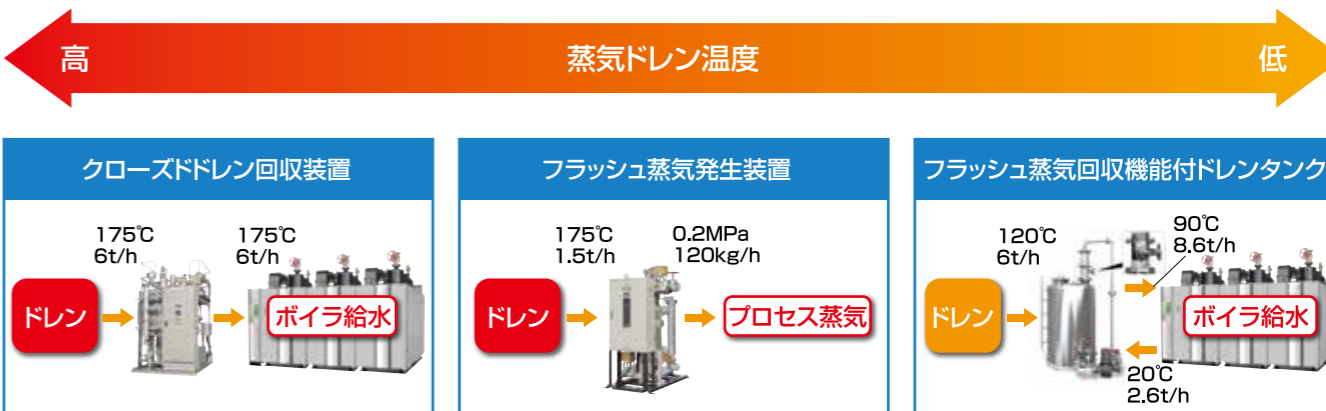 高 蒸気ドレン温度 低
クローズドドレン回収装置
175℃
6t/h
175℃
6t/h
ドレン
ボイラ給水
フラッシュ蒸気発生装置
175℃
1.5t/h
0.2MPa
120kg/h
ドレン
プロセス蒸気
フラッシュ蒸気回収機能付ドレンタンク
120℃
6t/h
90℃
8.6t/h
ドレン
ボイラ給水
20℃
2.6t/h